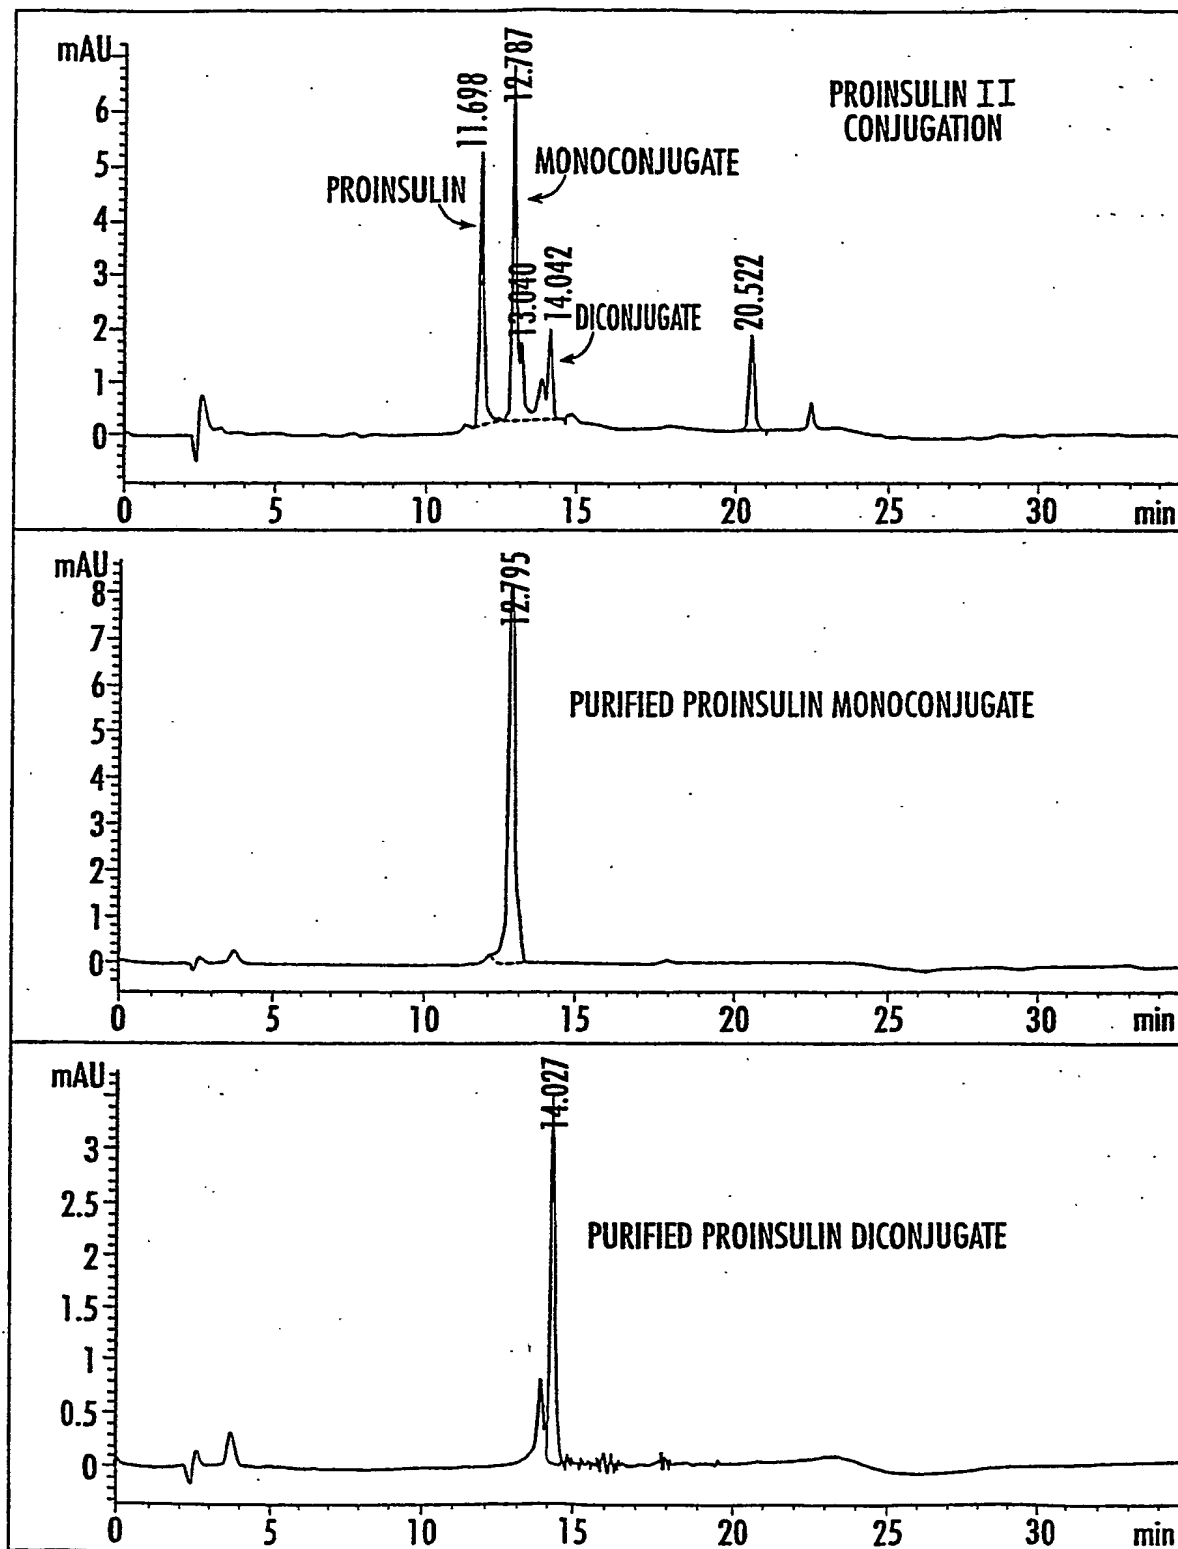 mAU
6
5
4
3
2
1
0
11.698
12.787
13.040
14.042
20.522
PROINSULIN
MONOCONJUGATE
DICONJUGATE
PROINSULIN II
CONJUGATION
0 5 10 15 20 25 30 min
mAU
8
7
6
5
4
3
2
1
0
12.795
PURIFIED PROINSULIN MONOCONJUGATE
0 5 10 15 20 25 30 min
mAU
3
2.5
2
1.5
1
0.5
0
14.027
PURIFIED PROINSULIN DICONJUGATE
0 5 10 15 20 25 30 min